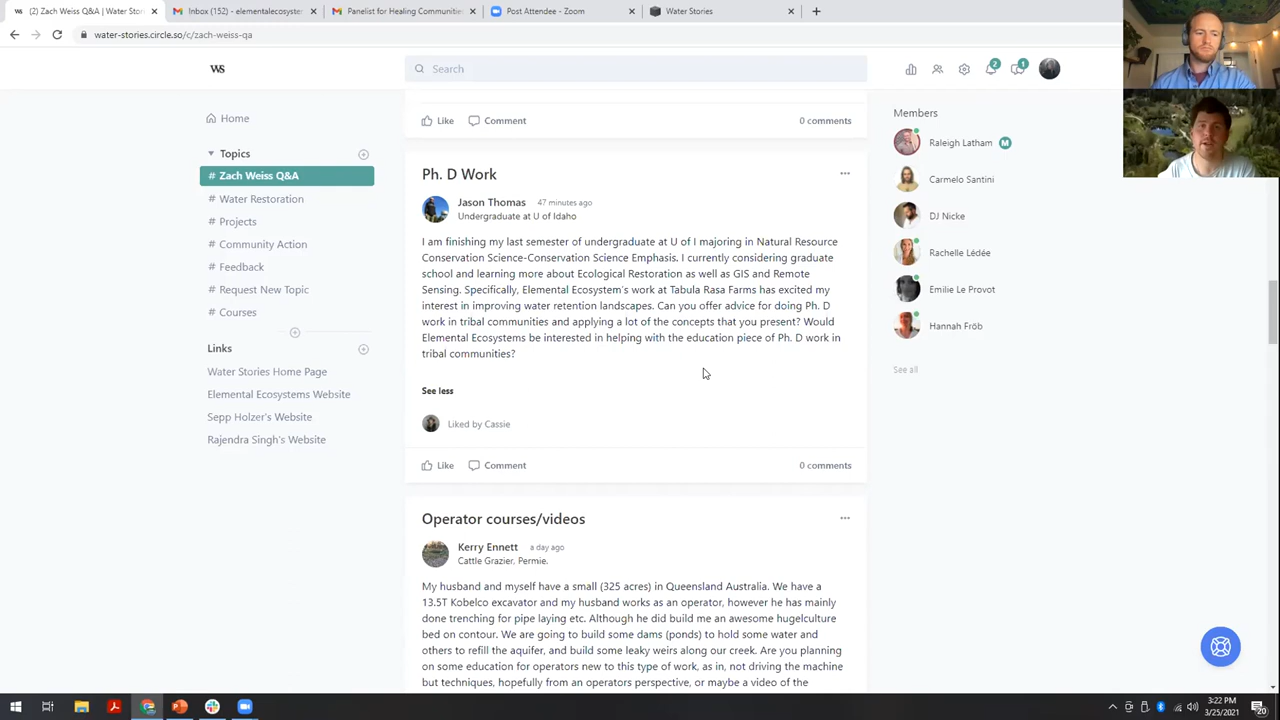 (2) Zach Weiss Q&A | Water Stori
Inbox (150) - elementalecosyste
Panelist for Healing Communities
Post Attendee - Zoom
Water Stories
water-stories.circle.so/c/zach-weiss-qa
WS
Search
2
1
Home
Topics
# Zach Weiss Q&A
# Water Restoration
# Projects
# Community Action
# Feedback
# Request New Topic
# Courses
Links
Water Stories Home Page
Elemental Ecosystems Website
Sepp Holzer's Website
Rajendra Singh's Website
Like
Comment
0 comments
Ph. D Work
Jason Thomas 47 minutes ago
Undergraduate at U of Idaho
I am finishing my last semester of undergraduate at U of I majoring in Natural Resource
Conservation Science-Conservation Science Emphasis. I currently considering graduate
school and learning more about Ecological Restoration as well as GIS and Remote
Sensing. Specifically, Elemental Ecosystem's work at Tabula Rasa Farms has excited my
interest in improving water retention landscapes. Can you offer advice for doing Ph. D
work in tribal communities and applying a lot of the concepts that you present? Would
Elemental Ecosystems be interested in helping with the education piece of Ph. D work in
tribal communities?
See less
Liked by Cassie
Like
Comment
0 comments
Operator courses/videos
Kerry Ennett a day ago
Cattle Grazier. Permie.
My husband and myself have a small (325 acres) in Queensland Australia. We have a
13.5T Kobelco excavator and my husband works as an operator, however he has mainly
done trenching for pipe laying etc. Although he did build me an awesome hugelculture
bed on contour. We are going to build some dams (ponds) to hold some water and
others to refill the aquifer, and build some leaky weirs along our creek. Are you planning
on some education for operators new to this type of work, as in, not driving the machine
but techniques, hopefully from an operators perspective, or maybe a video of the
Members
Raleigh Latham M
Carmelo Santini
DJ Nicke
Rachelle Lédée
Emilie Le Provot
Hannah Fröb
See all
3:22 PM
3/25/2021
20